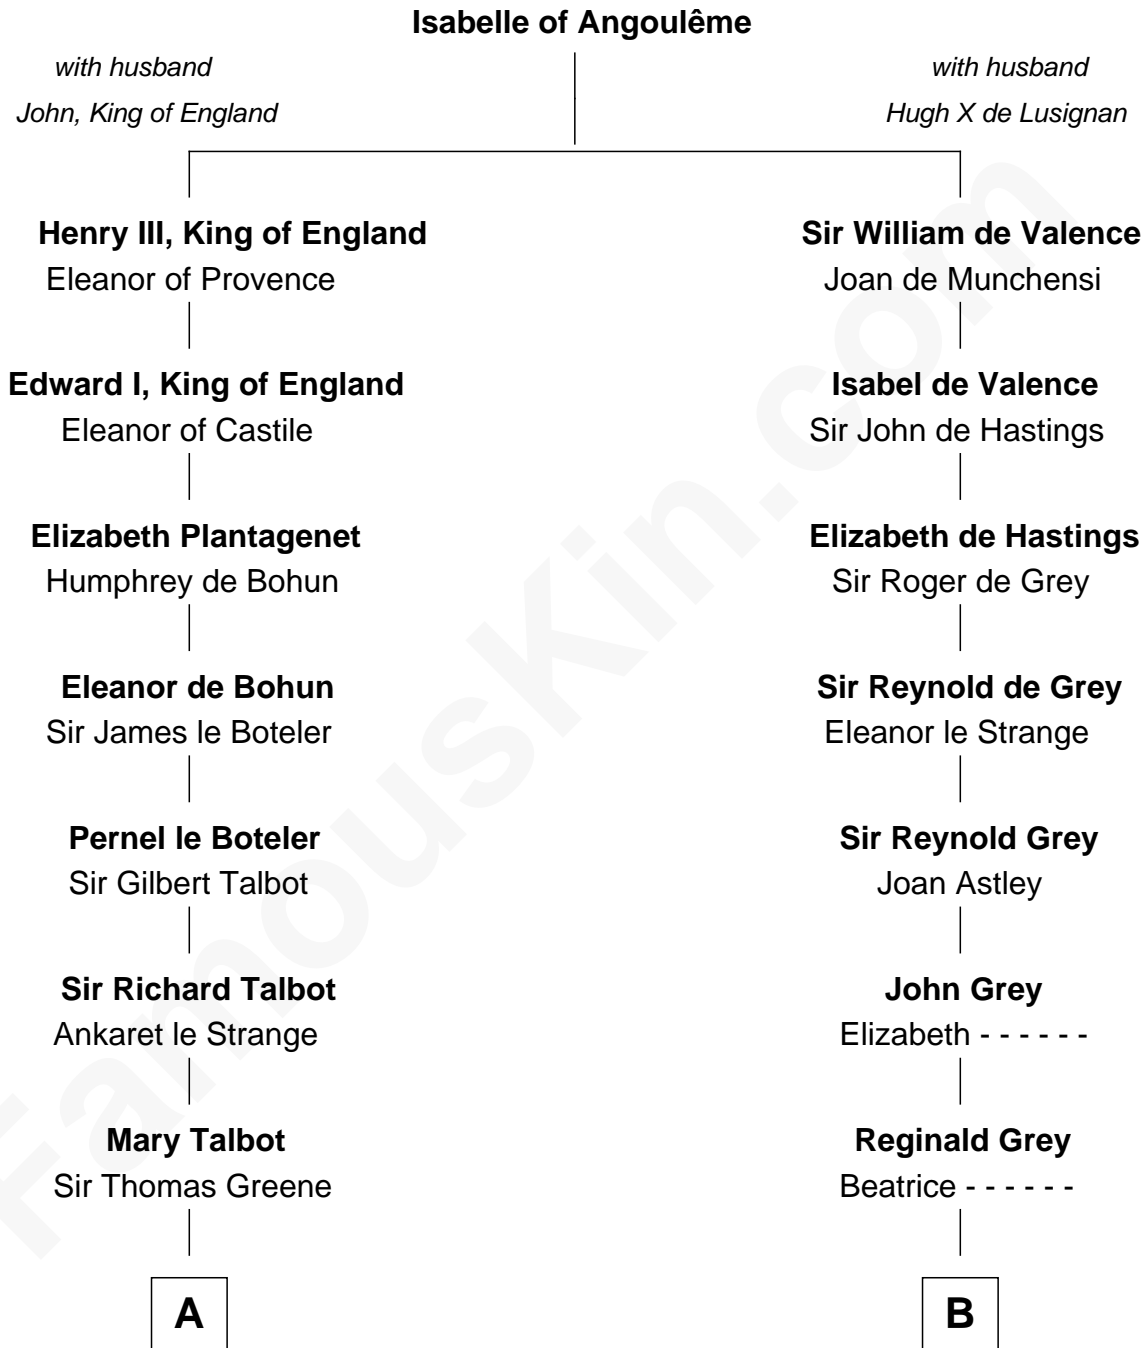 Isabelle of Angoulême
with husband
John, King of England
with husband
Hugh X de Lusignan
Henry III, King of England
Eleanor of Provence
Sir William de Valence
Joan de Munchensi
Edward I, King of England
Eleanor of Castile
Isabel de Valence
Sir John de Hastings
Elizabeth Plantagenet
Humphrey de Bohun
Elizabeth de Hastings
Sir Roger de Grey
Eleanor de Bohun
Sir James le Boteler
Sir Reynold de Grey
Eleanor le Strange
Pernel le Boteler
Sir Gilbert Talbot
Sir Reynold Grey
Joan Astley
Sir Richard Talbot
Ankaret le Strange
John Grey
Elizabeth - - - - - -
Mary Talbot
Sir Thomas Greene
Reginald Grey
Beatrice - - - - - -
A
B
FamousKin.com